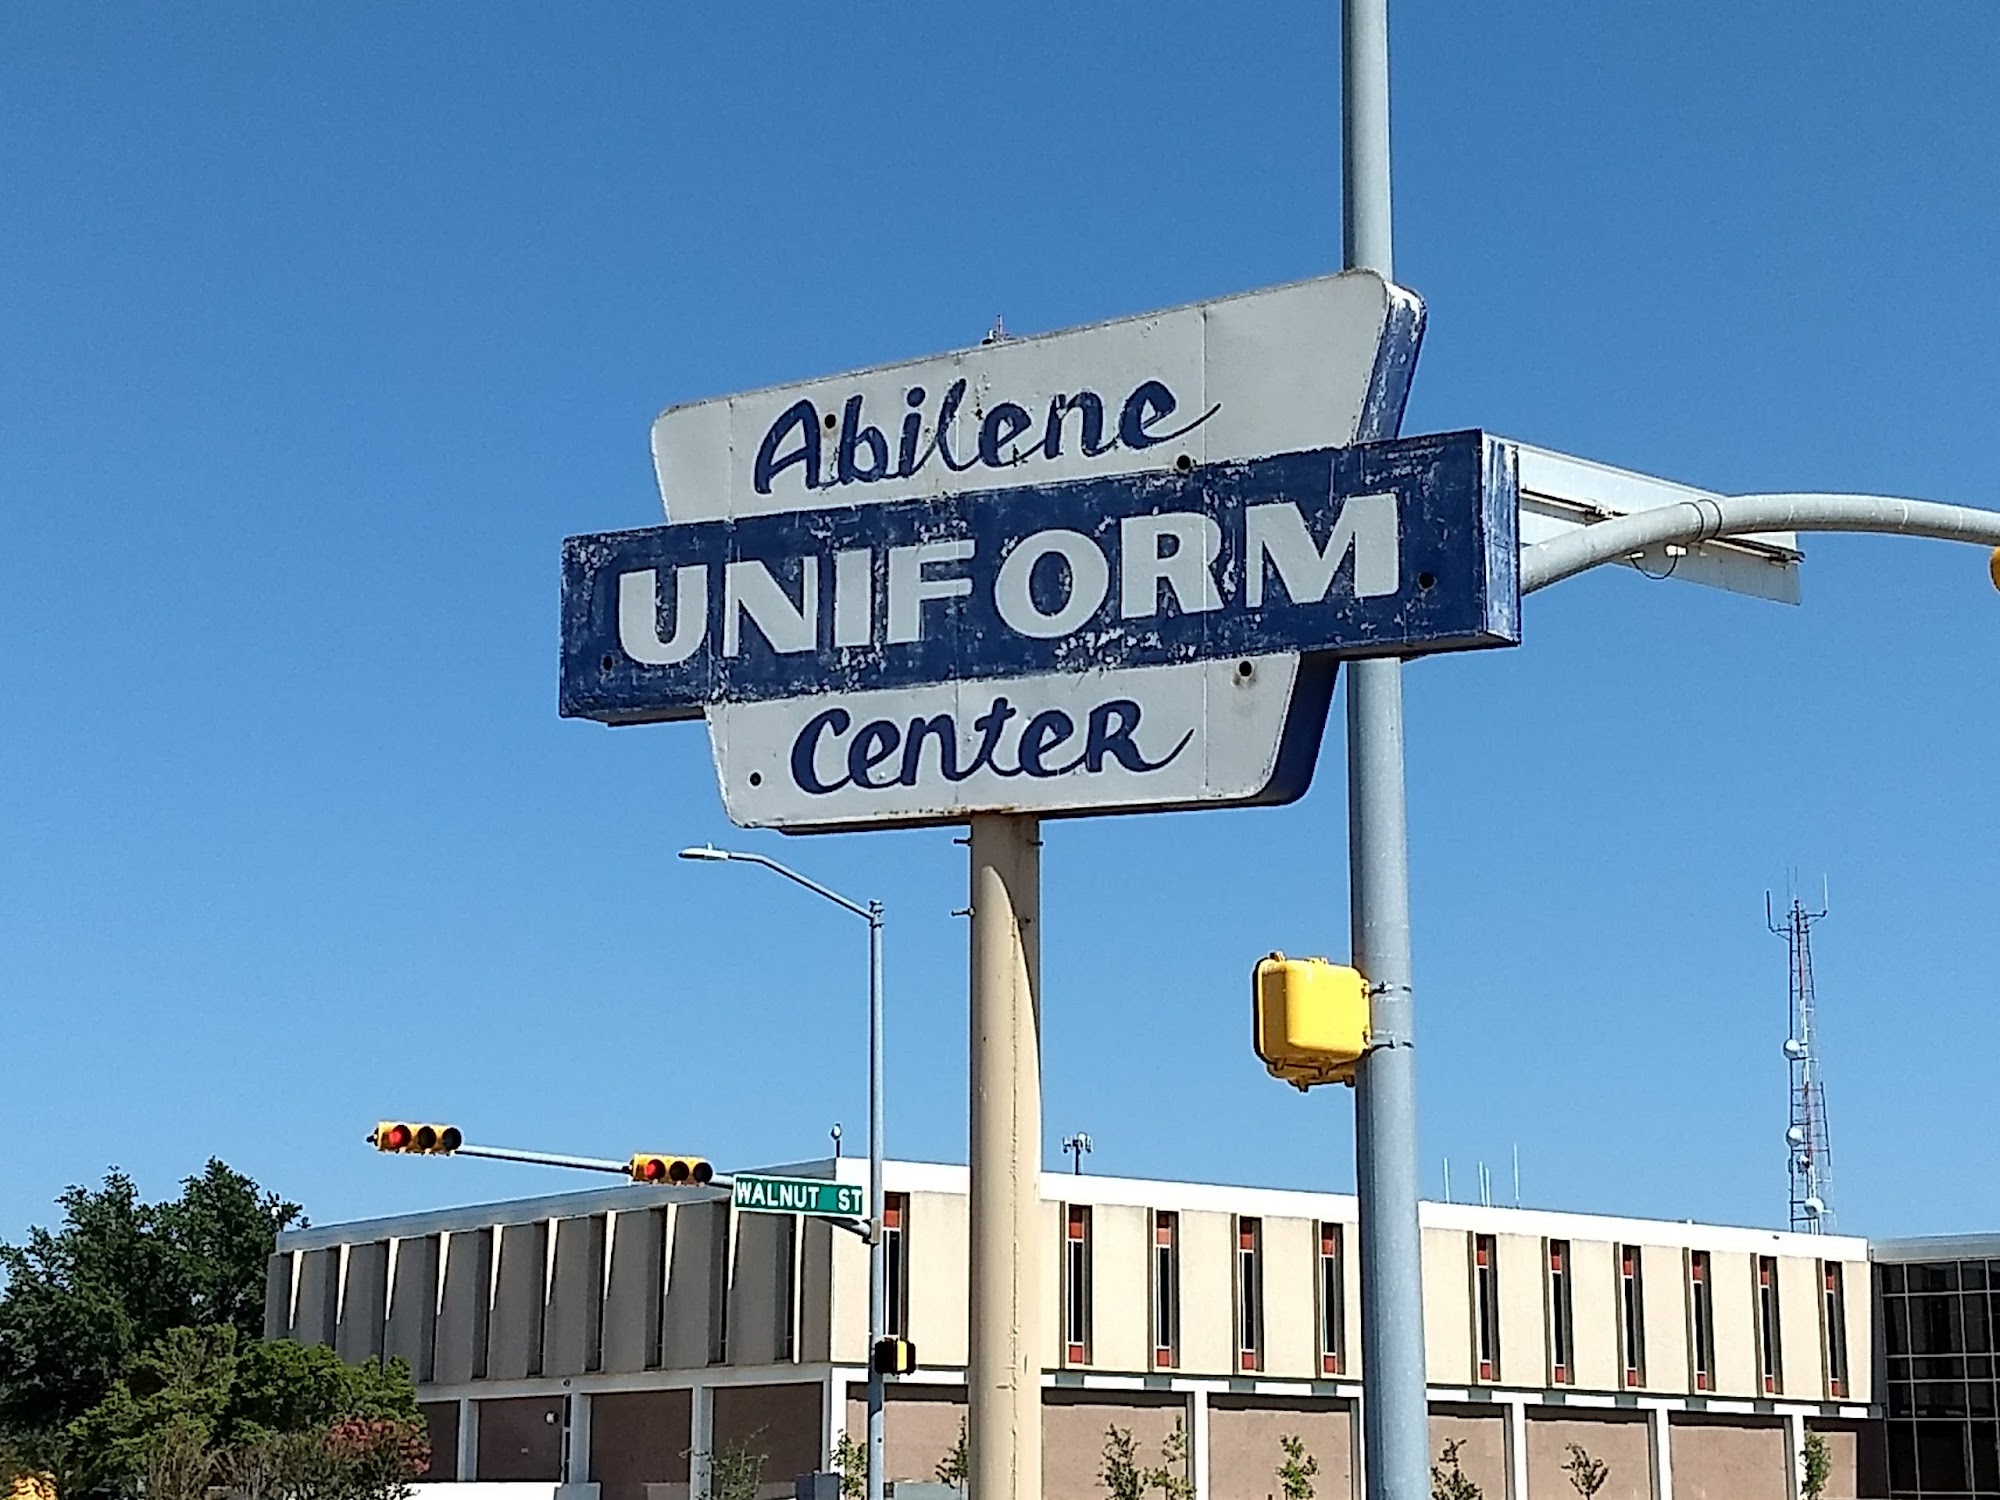 Abilene
UNIFORM
Center
WALNUT ST